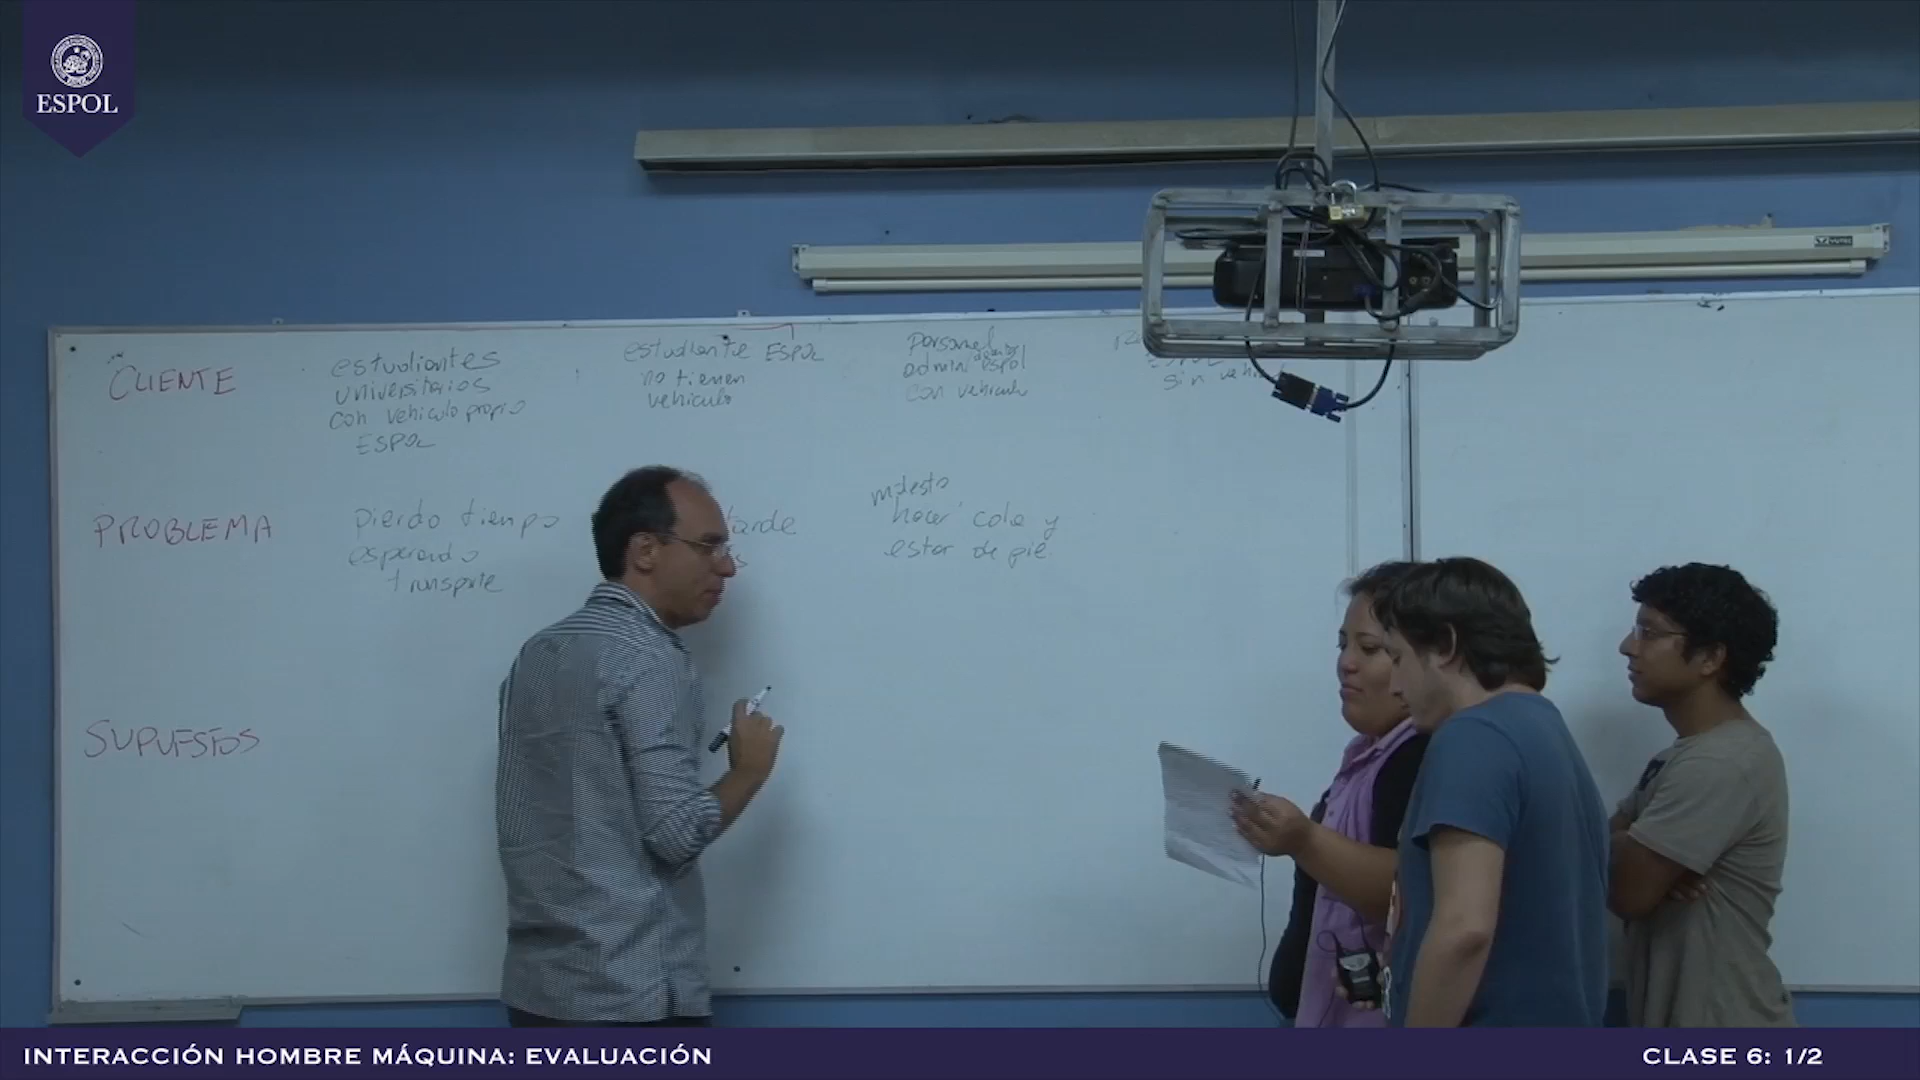 ESPOL
CLIENTE
estudiantes
universitarios
con vehiculo propio
ESPOL
estudiante ESPOL
no tienen
vehiculo
personal
admin ESPOL
con vehiculo
sin
PROBLEMA
pierdo tiempo
esperando
transporte
tarde
molesto
hacer cola y
estar de pie.
SUPUESTOS
INTERACCIÓN HOMBRE MÁQUINA: EVALUACIÓN
CLASE 6: 1/2